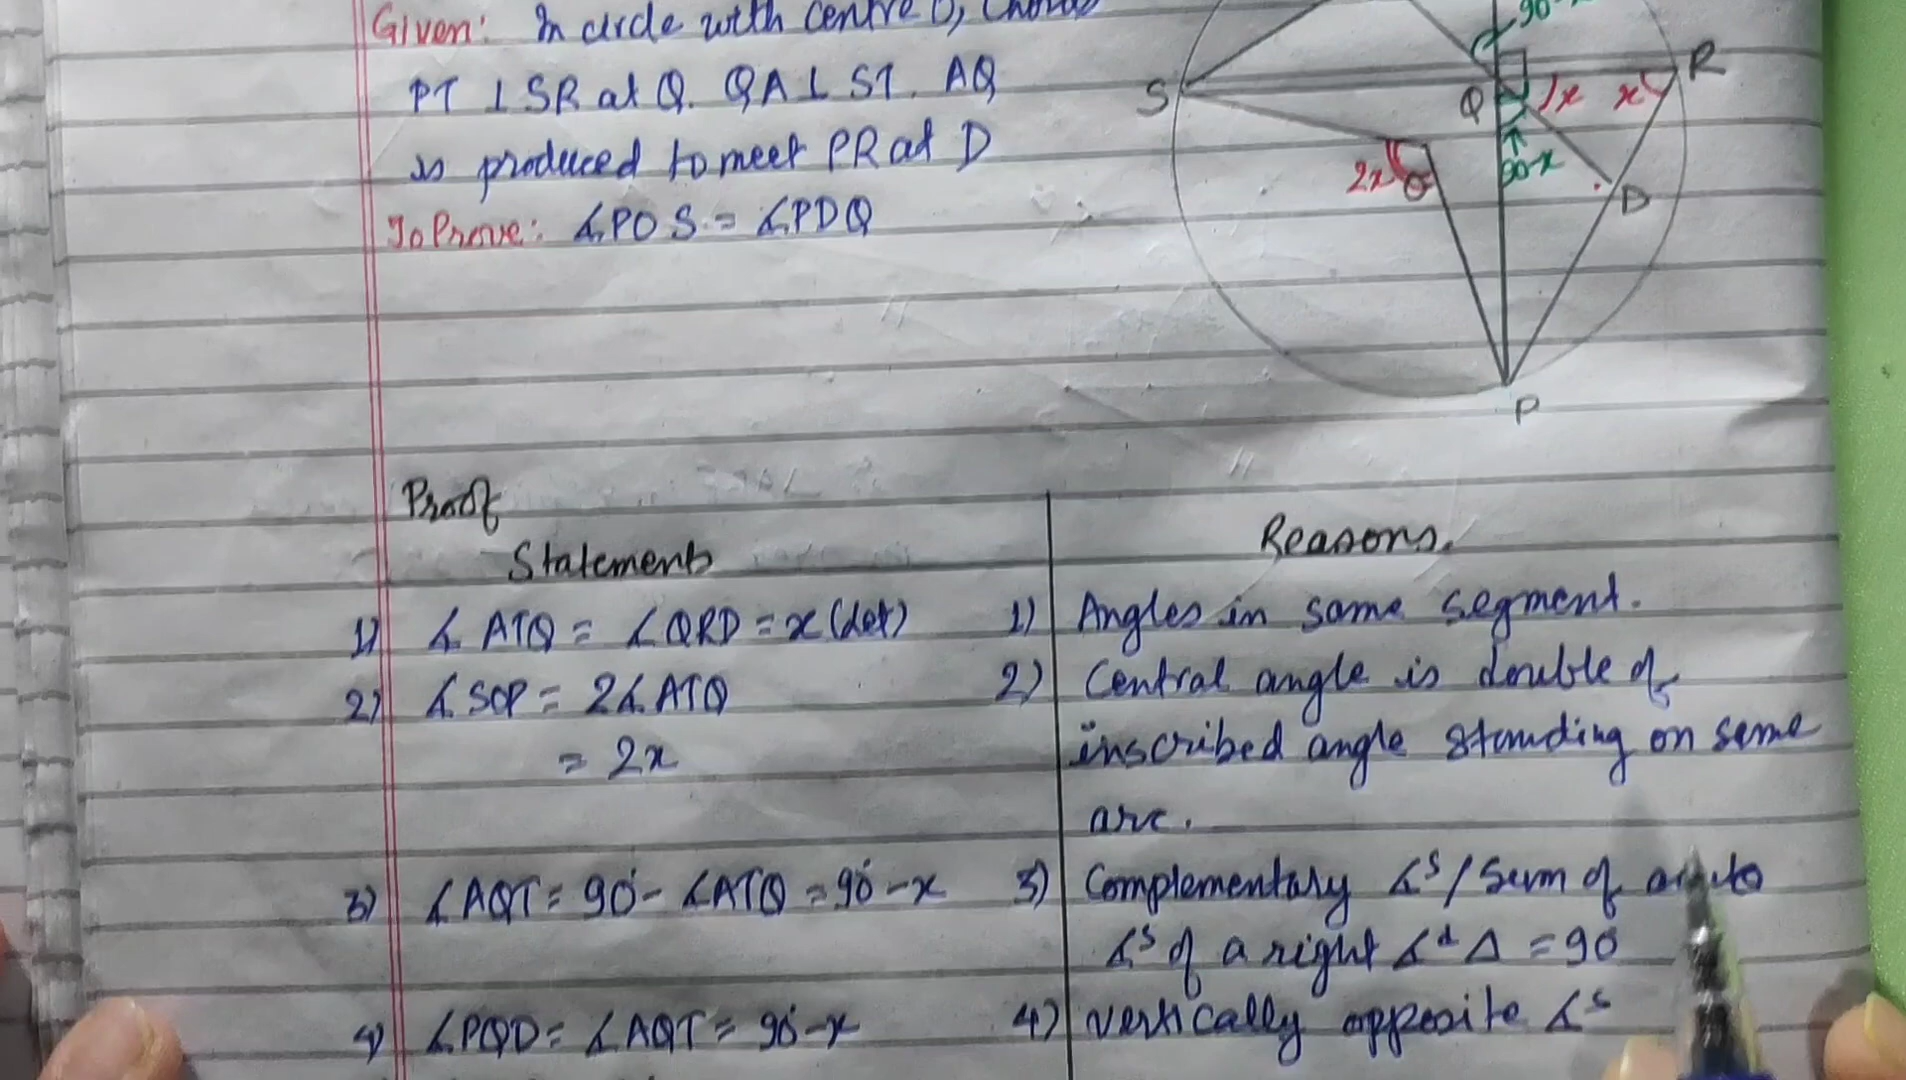 Given: In circle with centre O, Chords
PT ⊥ SR at Q. QA ⊥ ST. AQ
is produced to meet PR at D
To Prove: ∡POS = ∡PDQ
90-x
S
R
Q
x
x
2x
O
90-x
D
P
Proof
Statements
Reasons.
1) ∡ATQ = ∠QRD = x (let)
1) Angles in same segment.
2) ∡SOP = 2∡ATQ
= 2x
2) Central angle is double of
inscribed angle standing on same
arc.
3) ∠AQT = 90° - ∠ATQ = 90° - x
3) Complementary ∡s / Sum of
∡s of a right ∠d Δ = 90°
4) ∠PQD = ∠AQT = 90° - x
4) vertically opposite ∡s